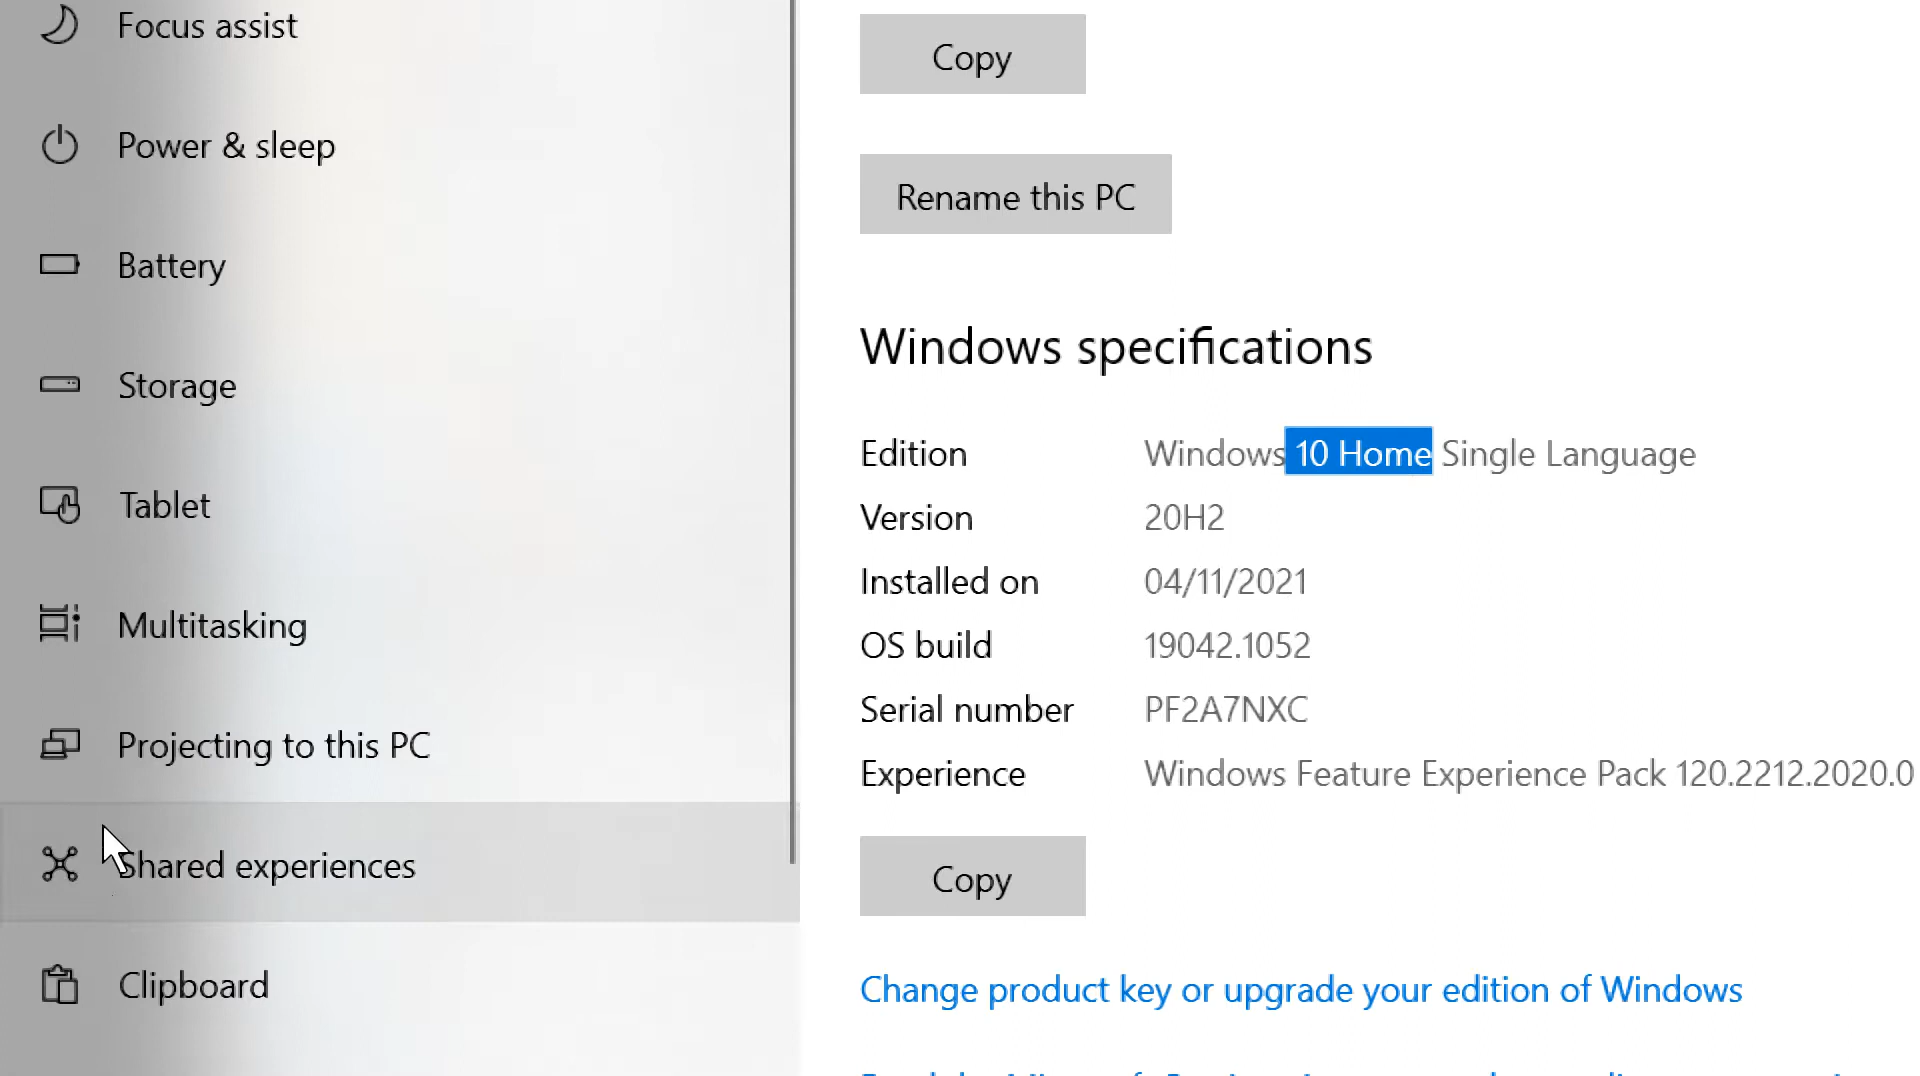 Focus assist
Power & sleep
Battery
Storage
Tablet
Multitasking
Projecting to this PC
Shared experiences
Clipboard
Copy
Rename this PC
Windows specifications
Edition Windows 10 Home Single Language
Version 20H2
Installed on 04/11/2021
OS build 19042.1052
Serial number PF2A7NXC
Experience Windows Feature Experience Pack 120.2212.2020.0
Copy
Change product key or upgrade your edition of Windows